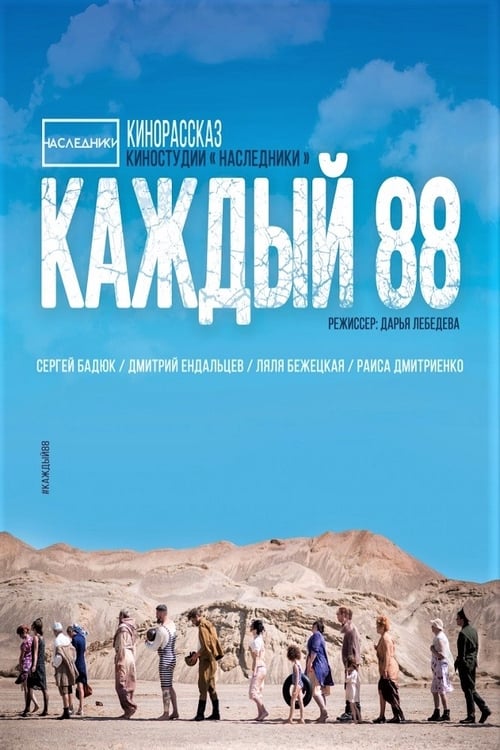 НАСЛЕДНИКИ
КИНОРАССКАЗ
КИНОСТУДИИ « НАСЛЕДНИКИ »
КАЖДЫЙ 88
РЕЖИССЕР: ДАРЬЯ ЛЕБЕДЕВА
СЕРГЕЙ БАДЮК / ДМИТРИЙ ЕНДАЛЬЦЕВ / ЛЯЛЯ БЕЖЕЦКАЯ / РАИСА ДМИТРИЕНКО
#КАЖДЫЙ88